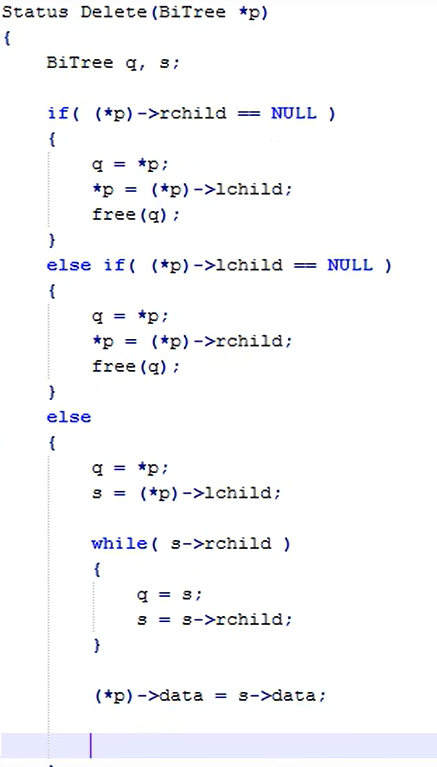 Status Delete(BiTree *p)
{
BiTree q, s;
if( (*p)->rchild == NULL )
{
q = *p;
*p = (*p)->lchild;
free(q);
}
else if( (*p)->lchild == NULL )
{
q = *p;
*p = (*p)->rchild;
free(q);
}
else
{
q = *p;
s = (*p)->lchild;
while( s->rchild )
{
q = s;
s = s->rchild;
}
(*p)->data = s->data;